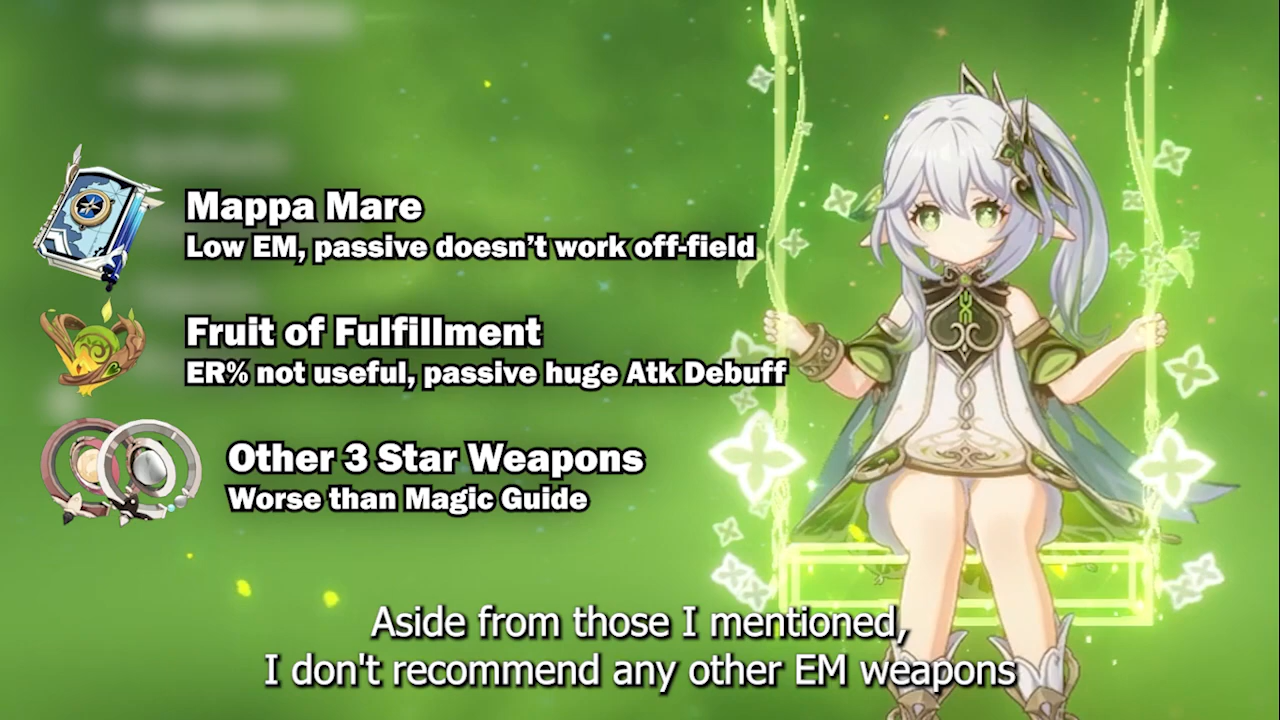 Mappa Mare
Low EM, passive doesn't work off-field
Fruit of Fulfillment
ER% not useful, passive huge Atk Debuff
Other 3 Star Weapons
Worse than Magic Guide
Aside from those I mentioned,
I don't recommend any other EM weapons